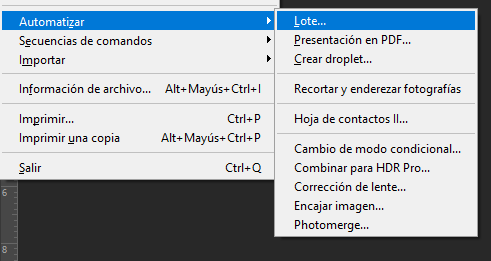 Automatizar
Secuencias de comandos
Importar
Información de archivo... Alt+Mayús+Ctrl+I
Imprimir... Ctrl+P
Imprimir una copia Alt+Mayús+Ctrl+P
Salir Ctrl+Q
Lote...
Presentación en PDF...
Crear droplet...
Recortar y enderezar fotografías
Hoja de contactos II...
Cambio de modo condicional...
Combinar para HDR Pro...
Corrección de lente...
Encajar imagen...
Photomerge...
6
8